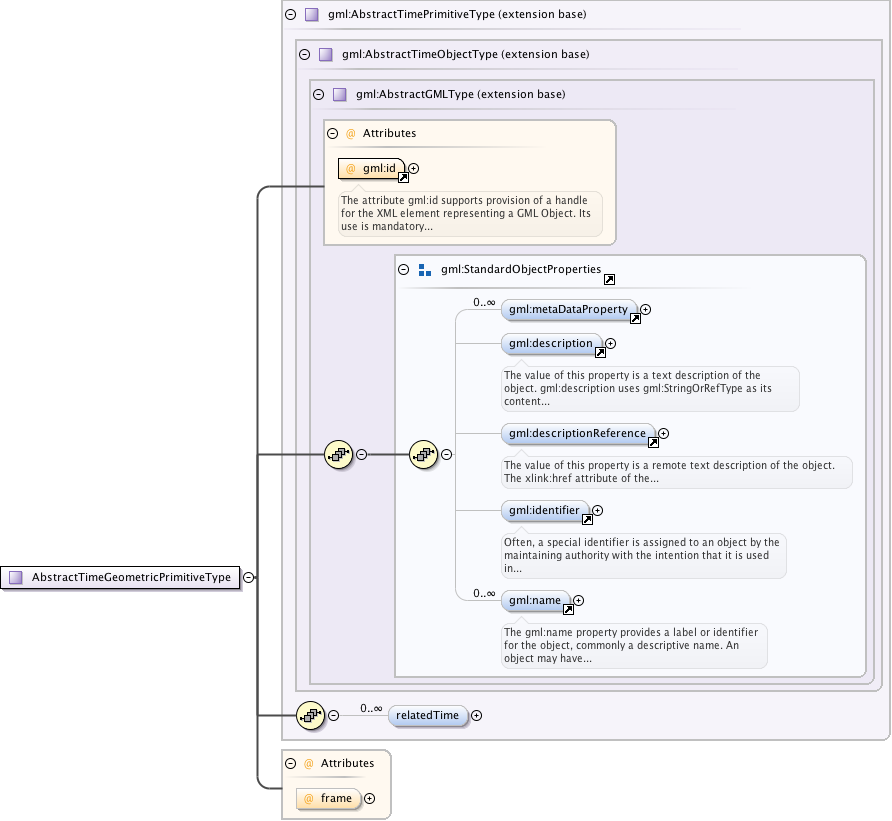 gml:AbstractTimePrimitiveType (extension base)
gml:AbstractTimeObjectType (extension base)
gml:AbstractGMLType (extension base)
@ Attributes
@ gml:id
The attribute gml:id supports provision of a handle
for the XML element representing a GML Object. Its
use is mandatory...
gml:StandardObjectProperties
0..∞
gml:metaDataProperty
gml:description
The value of this property is a text description of the
object. gml:description uses gml:StringOrRefType as its
content...
gml:descriptionReference
The value of this property is a remote text description of the object.
The xlink:href attribute of the...
gml:identifier
Often, a special identifier is assigned to an object by the
maintaining authority with the intention that it is used
in...
AbstractTimeGeometricPrimitiveType
0..∞
gml:name
The gml:name property provides a label or identifier
for the object, commonly a descriptive name. An
object may have...
0..∞
relatedTime
@ Attributes
@ frame